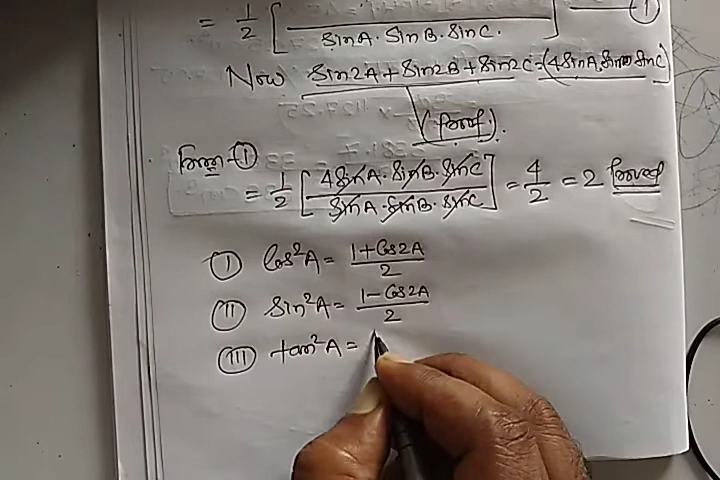 = 1/2 [ / sinA. sinB. sinC. ] — (1)
Now sin2A + sin2B + sin2C = (4sinA. sinB sinC)
(Proof).
From - (1)
= 1/2 [ 4sinA. sinB. sinC / sinA. sinB. sinC ] = 4/2 = 2 Proved
(I) Cos²A = 1+Cos2A / 2
(II) sin²A = 1-Cos2A / 2
(III) tan²A =